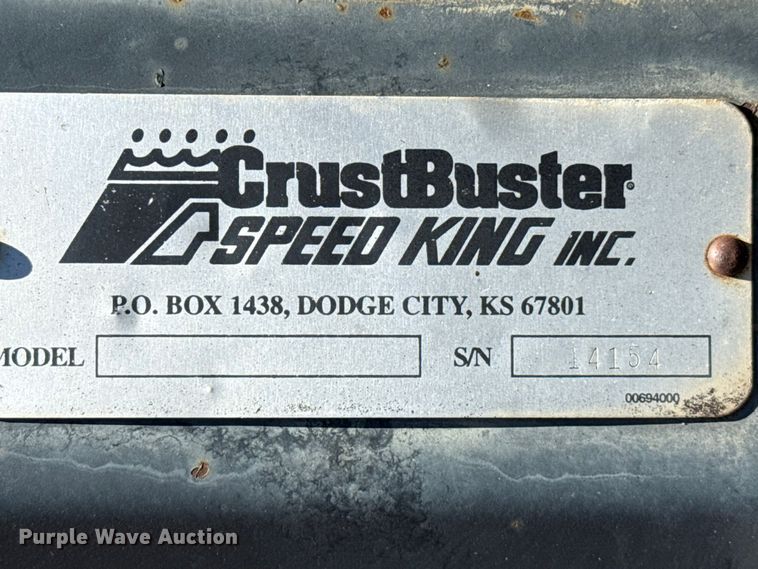 CrustBuster®
SPEED KING INC.
P.O. BOX 1438, DODGE CITY, KS 67801
MODEL S/N 14154
00694000
Purple Wave Auction